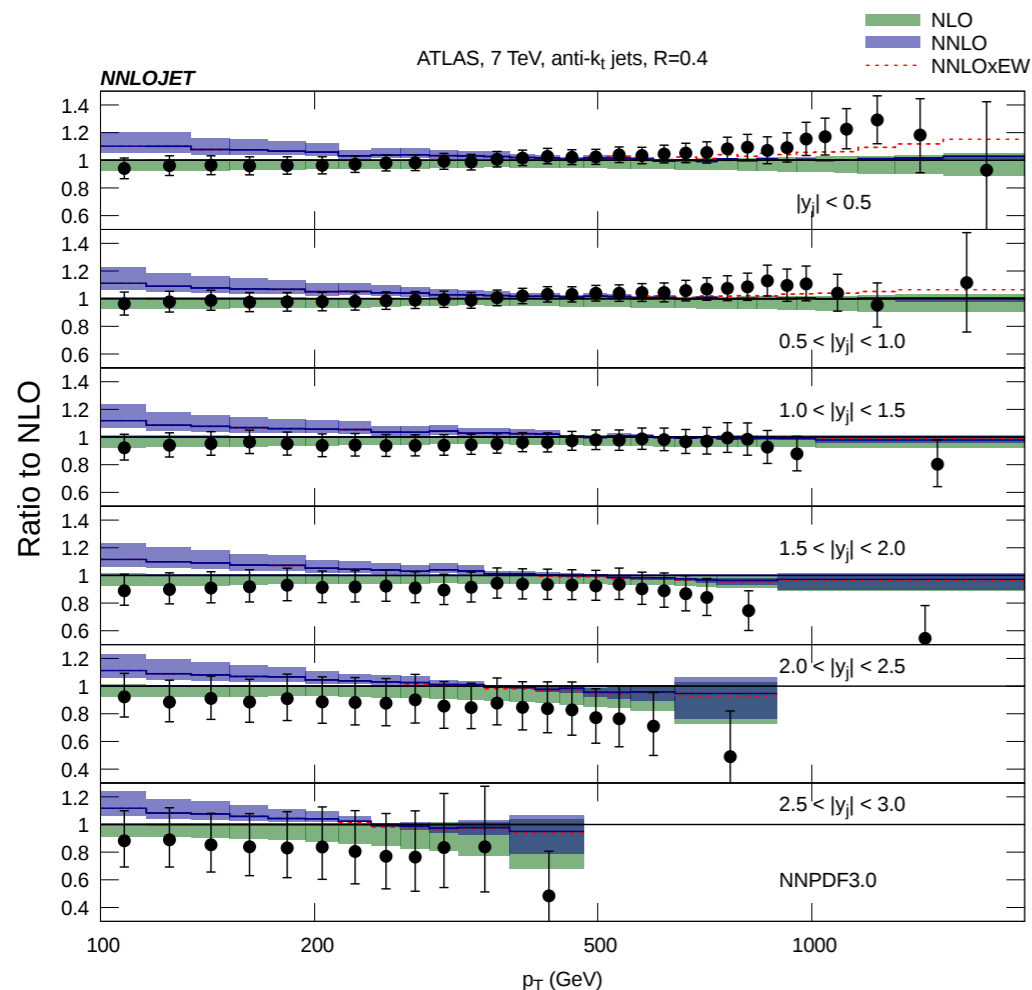 NLO
NNLO
NNLOxEW
ATLAS, 7 TeV, anti-kt jets, R=0.4
NNLOJET
1.4
1.2
1
0.8
0.6
|yj| < 0.5
1.4
1.2
1
0.8
0.6
0.5 < |yj| < 1.0
1.4
1.2
1
0.8
0.6
1.0 < |yj| < 1.5
1.4
1.2
1
0.8
0.6
1.5 < |yj| < 2.0
1.2
1
0.8
0.6
0.4
2.0 < |yj| < 2.5
1.2
1
0.8
0.6
0.4
2.5 < |yj| < 3.0
NNPDF3.0
Ratio to NLO
100 200 500 1000
pT (GeV)